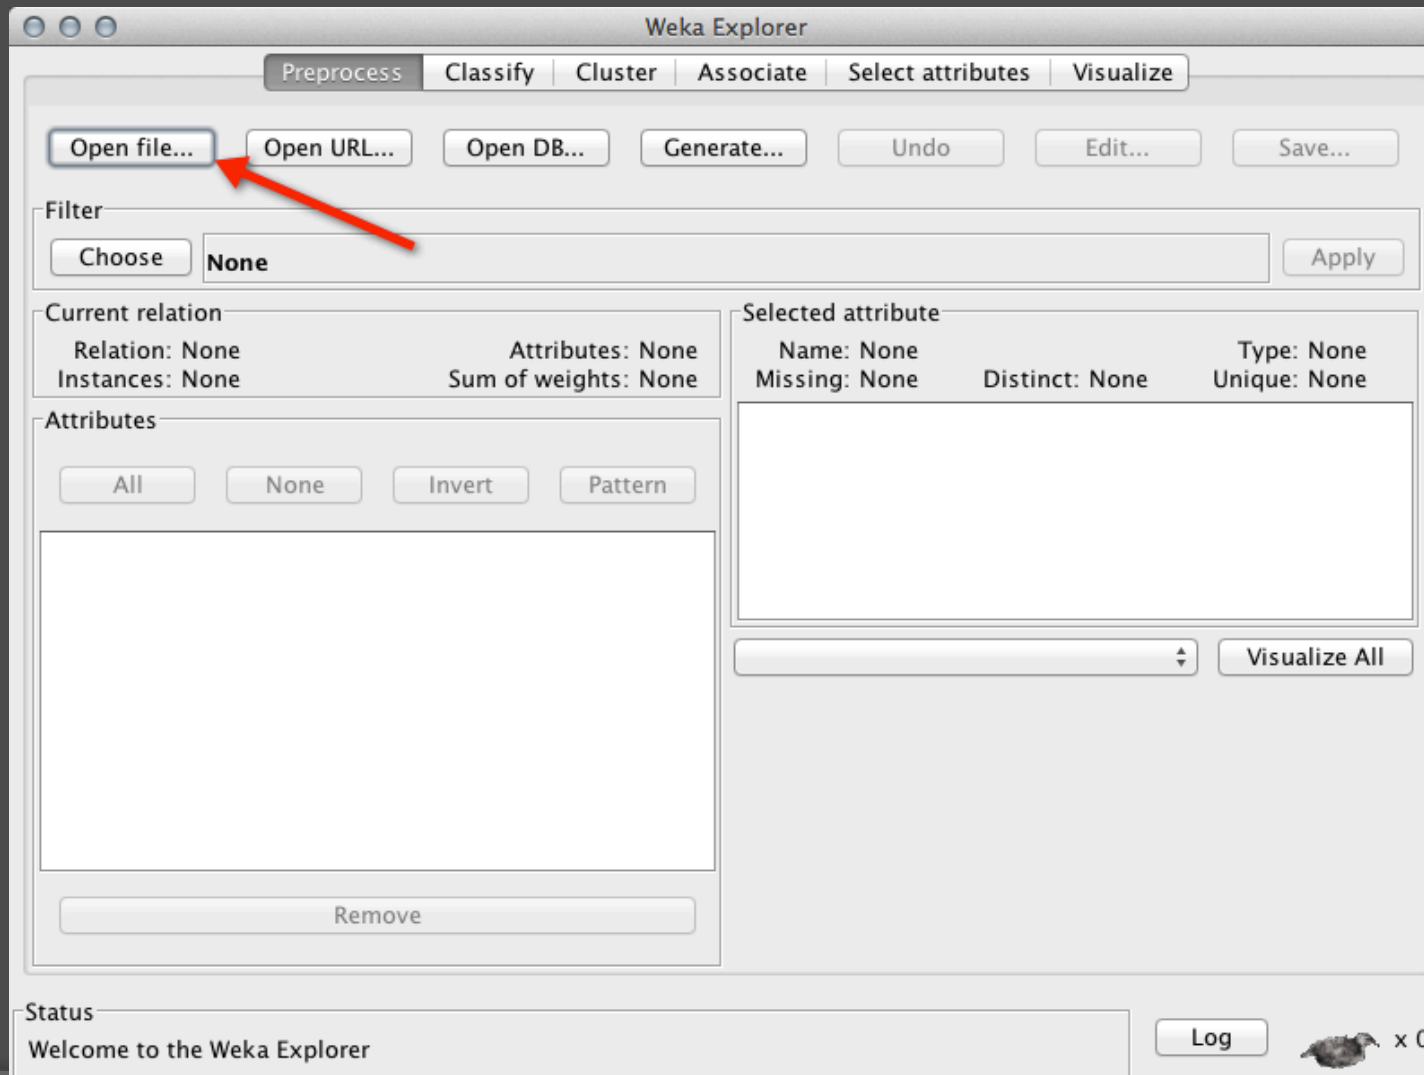 Weka Explorer
Preprocess Classify Cluster Associate Select attributes Visualize
Open file... Open URL... Open DB... Generate... Undo Edit... Save...
Filter
Choose None Apply
Current relation
Relation: None Attributes: None
Instances: None Sum of weights: None
Selected attribute
Name: None Type: None
Missing: None Distinct: None Unique: None
Attributes
All None Invert Pattern
Visualize All
Remove
Status
Welcome to the Weka Explorer
Log x 0